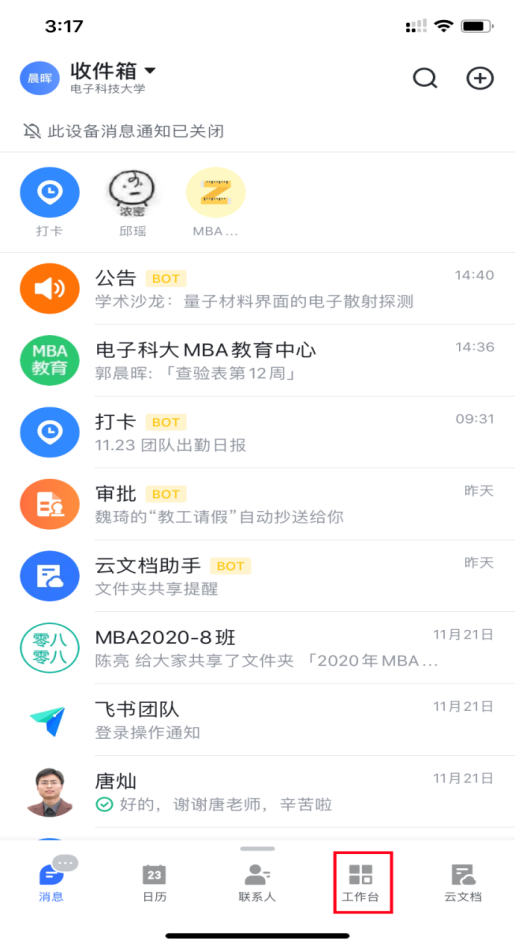 3:17
晨晖
收件箱
电子科技大学
此设备消息通知已关闭
浓密
Z
打卡
邱瑶
MBA...
公告 BOT 14:40
学术沙龙：量子材料界面的电子散射探测
MBA
教育
电子科大MBA教育中心 14:36
郭晨晖：「查验表第12周」
打卡 BOT 09:31
11.23 团队出勤日报
审批 BOT 昨天
魏琦的“教工请假”自动抄送给你
云文档助手 BOT 昨天
文件夹共享提醒
零八
零八
MBA2020-8班 11月21日
陈亮 给大家共享了文件夹 「2020年MBA...
飞书团队 11月21日
登录操作通知
唐灿 11月21日
好的，谢谢唐老师，辛苦啦
23
消息
日历
联系人
工作台
云文档